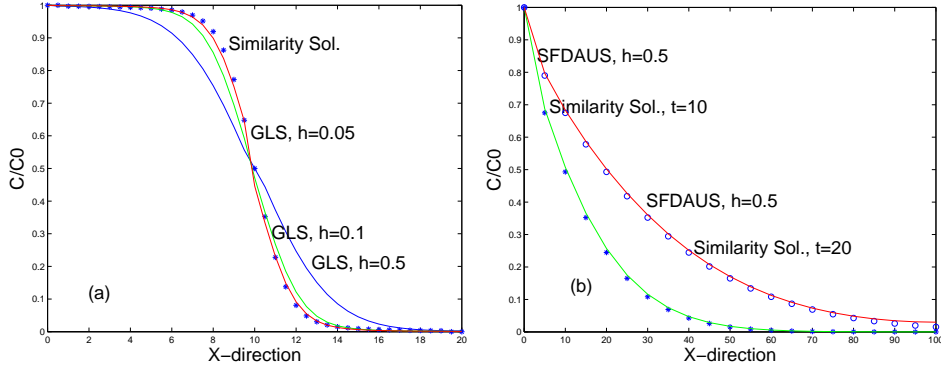 1
0.9
0.8
0.7
0.6
0.5
0.4
0.3
0.2
0.1
0
C/C0
Similarity Sol.
GLS, h=0.05
GLS, h=0.1
GLS, h=0.5
(a)
0 2 4 6 8 10 12 14 16 18 20
X-direction
1
0.9
0.8
0.7
0.6
0.5
0.4
0.3
0.2
0.1
0
C/C0
SFDAUS, h=0.5
Similarity Sol., t=10
SFDAUS, h=0.5
Similarity Sol., t=20
(b)
0 10 20 30 40 50 60 70 80 90 100
X-direction